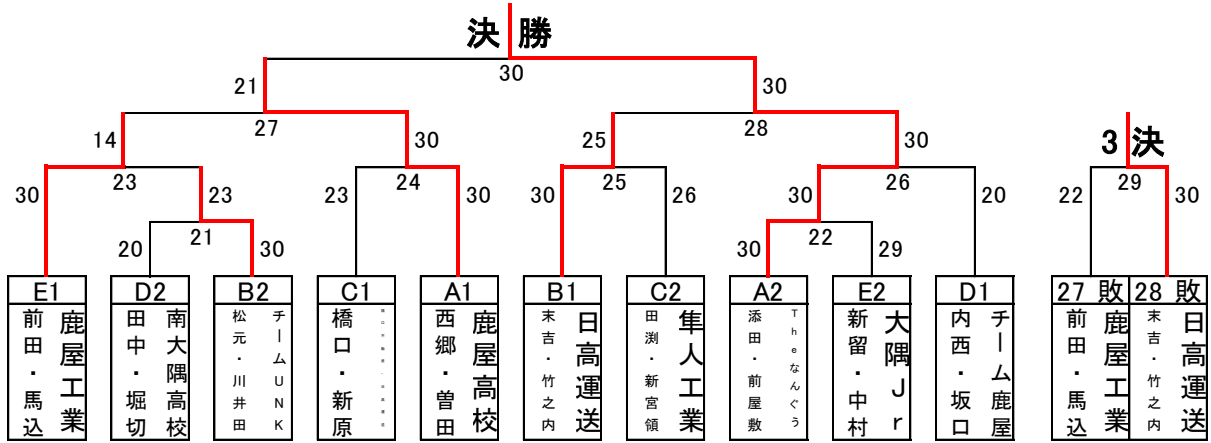 決 勝
30
21 30
27 28
14 30 25 30
3 決
23 24 25 26 29
30 23 23 30 30 26 30 20 22 30
21 22
20 30 30 29
E1 D2 B2 C1 A1 B1 C2 A2 E2 D1 27 敗 28 敗
鹿屋工業
前田・馬込
南大隅高校
田中・堀切
チームUNK
松元・川井田
橋口・新原
鹿屋高校
西郷・曽田
日高運送
末吉・竹之内
隼人工業
田渕・新宮領
Theなんぐう
添田・前屋敷
大隅Jr
新留・中村
チーム鹿屋
内西・坂口
鹿屋工業
前田・馬込
日高運送
末吉・竹之内